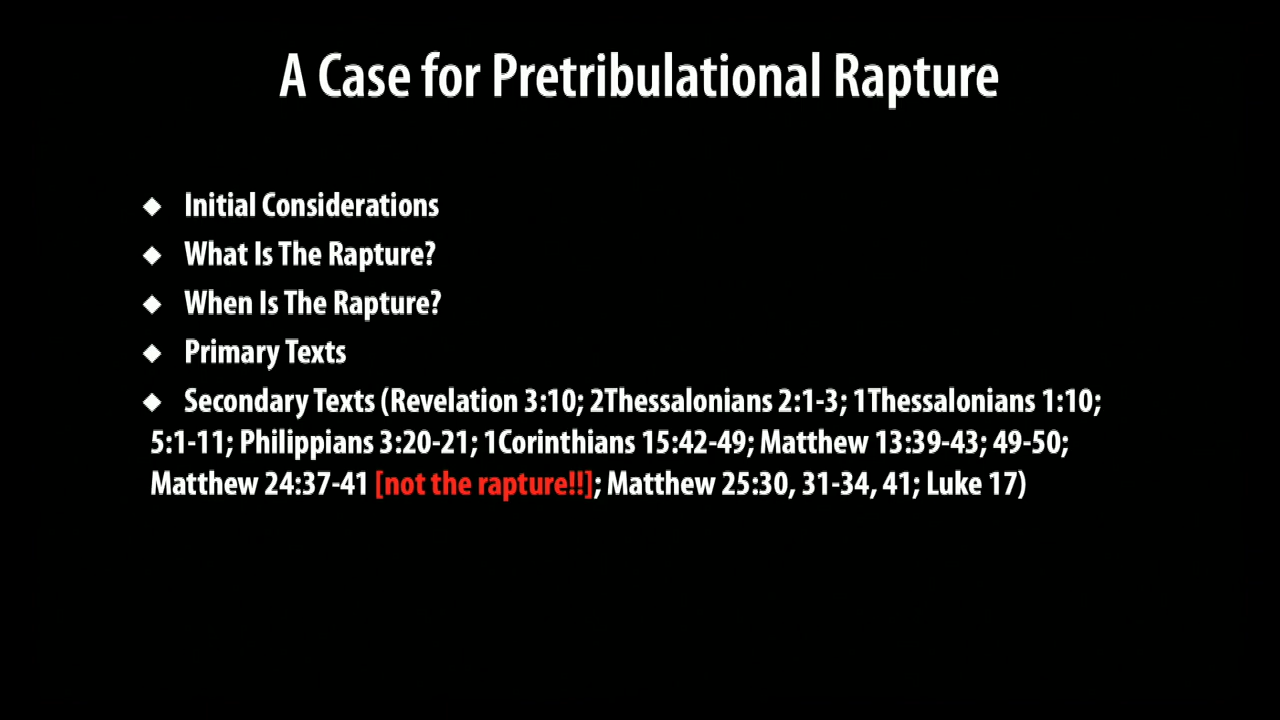 A Case for Pretribulational Rapture
◆ Initial Considerations
◆ What Is The Rapture?
◆ When Is The Rapture?
◆ Primary Texts
◆ Secondary Texts (Revelation 3:10; 2Thessalonians 2:1-3; 1Thessalonians 1:10;
5:1-11; Philippians 3:20-21; 1Corinthians 15:42-49; Matthew 13:39-43; 49-50;
Matthew 24:37-41 [not the rapture!!]; Matthew 25:30, 31-34, 41; Luke 17)